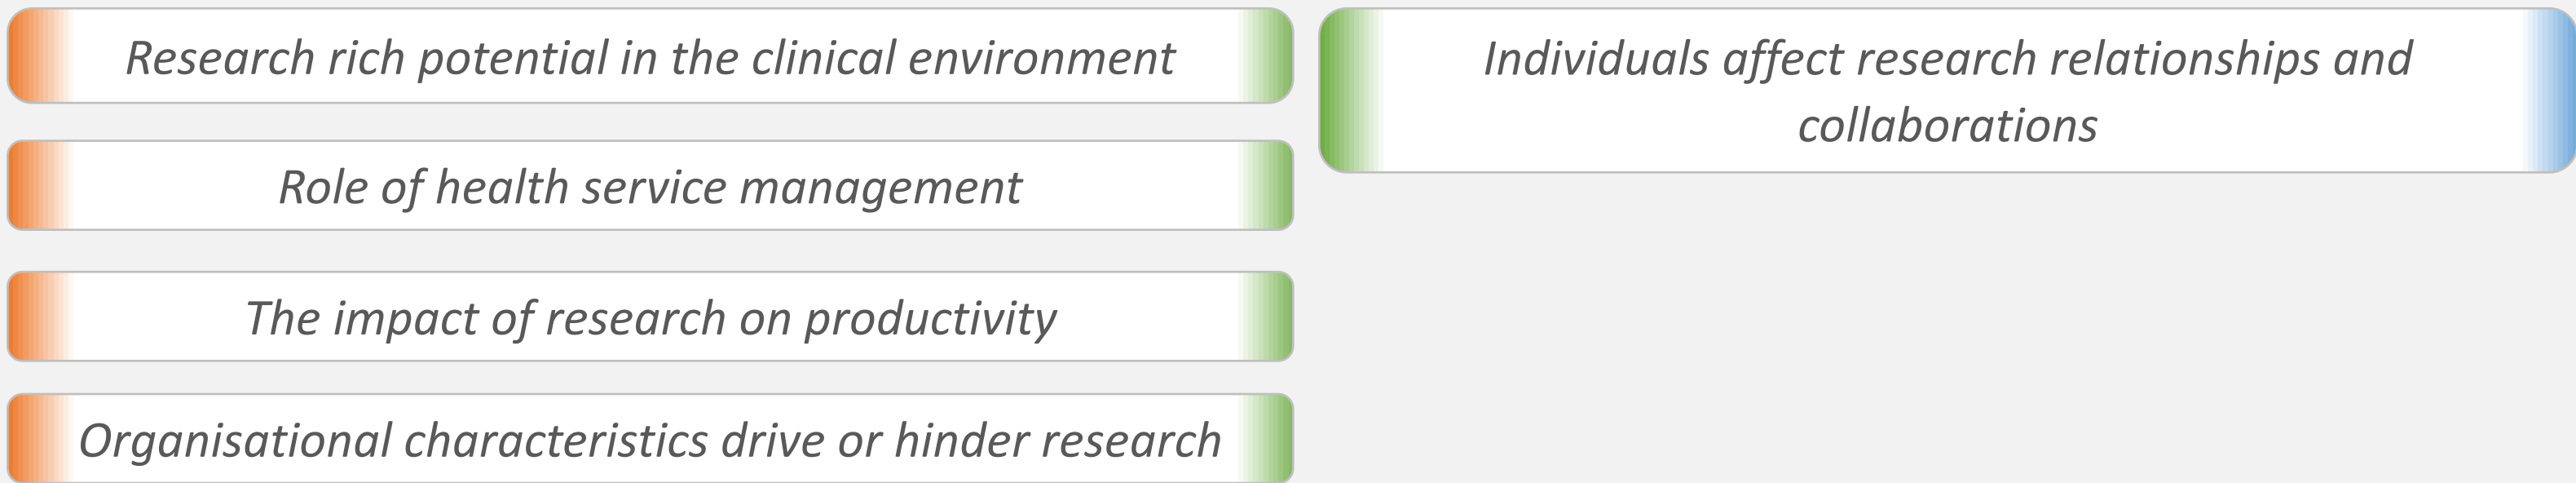 Research rich potential in the clinical environment
Role of health service management
The impact of research on productivity
Organisational characteristics drive or hinder research
Individuals affect research relationships and
collaborations